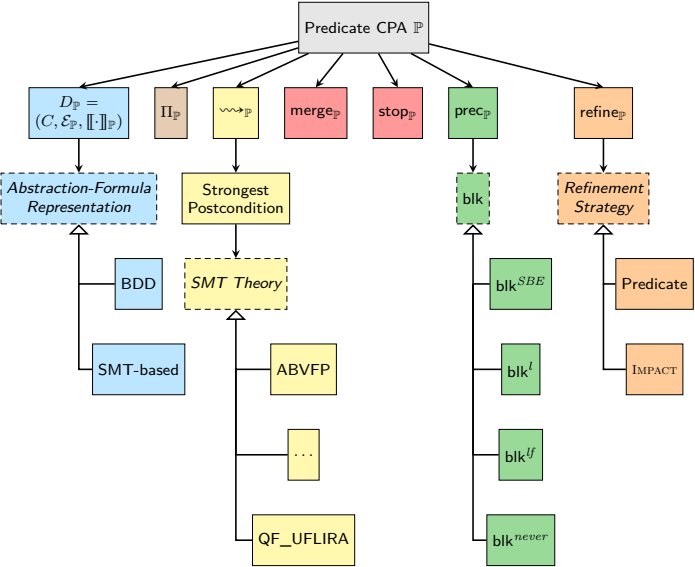 Predicate CPA ℙ
D_ℙ =
(C, ℰ_ℙ, ⟦·⟧_ℙ)
Π_ℙ
⇝_ℙ
merge_ℙ
stop_ℙ
prec_ℙ
refine_ℙ
Abstraction-Formula
Representation
Strongest
Postcondition
blk
Refinement
Strategy
BDD
SMT Theory
blk^SBE
Predicate
SMT-based
ABVFP
blk^l
IMPACT
...
blk^lf
QF_UFLIRA
blk^never